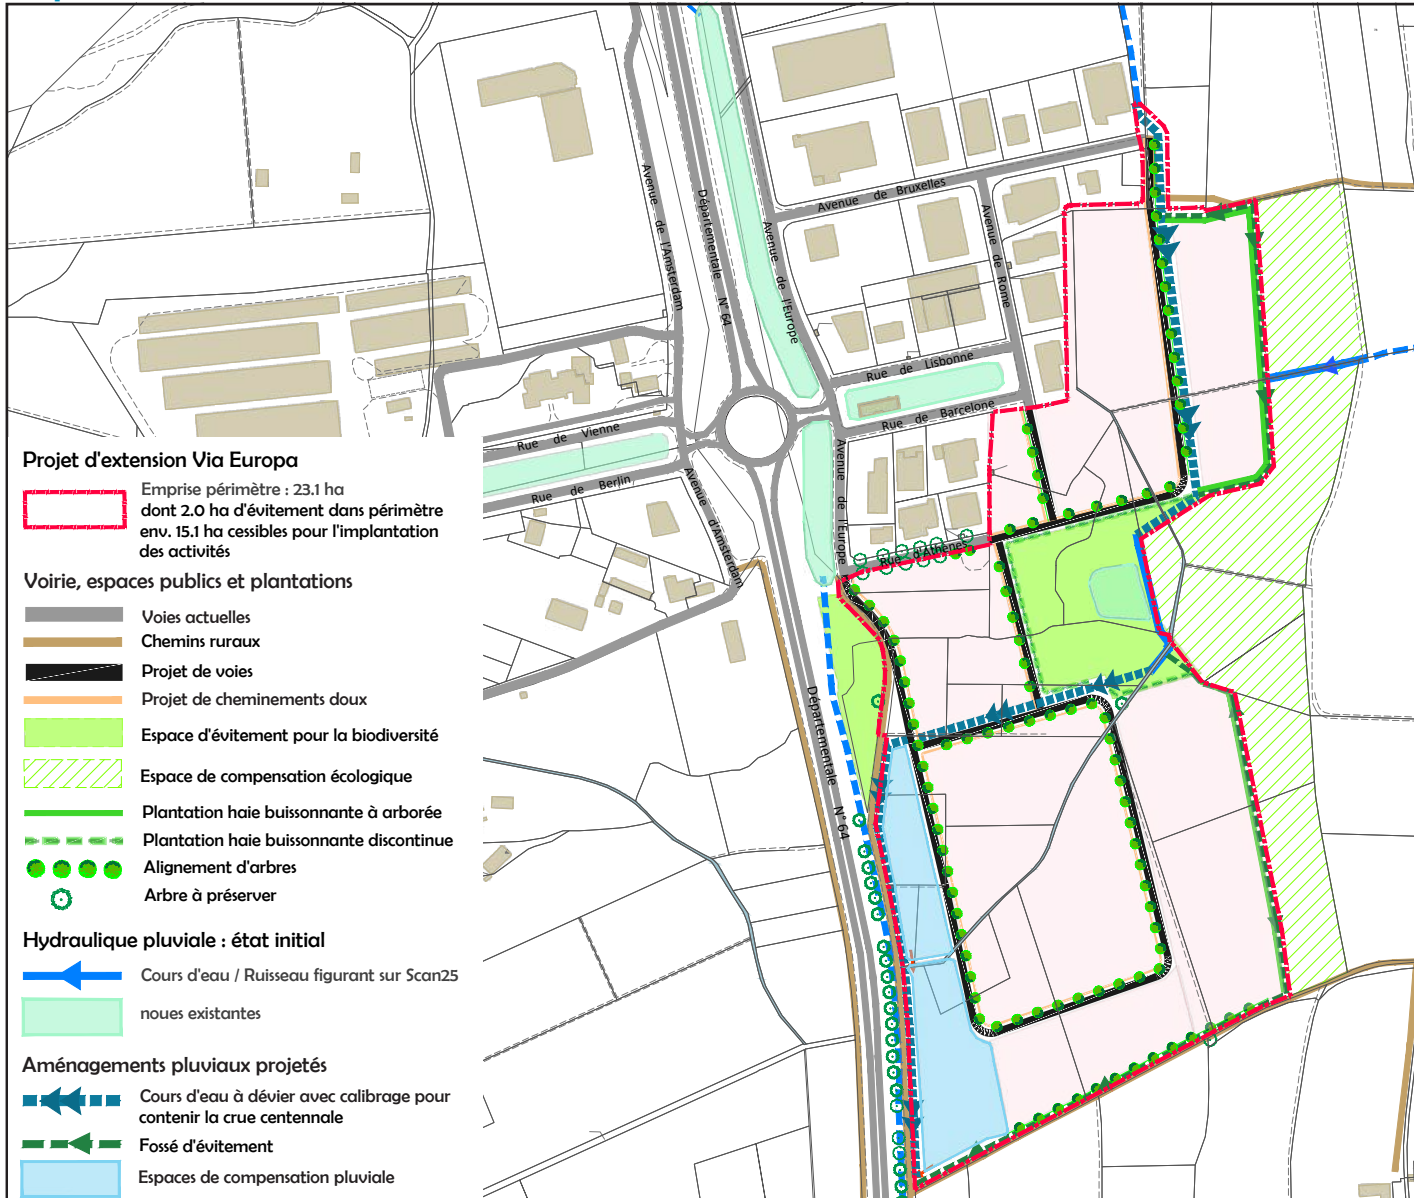 Projet d'extension Via Europa
Emprise périmètre : 23.1 ha
dont 2.0 ha d'évitement dans périmètre
env. 15.1 ha cessibles pour l'implantation
des activités
Voirie, espaces publics et plantations
Voies actuelles
Chemins ruraux
Projet de voies
Projet de cheminements doux
Espace d'évitement pour la biodiversité
Espace de compensation écologique
Plantation haie buissonnante à arborée
Plantation haie buissonnante discontinue
Alignement d'arbres
Arbre à préserver
Hydraulique pluviale : état initial
Cours d'eau / Ruisseau figurant sur Scan25
noues existantes
Aménagements pluviaux projetés
Cours d'eau à dévier avec calibrage pour
contenir la crue centennale
Fossé d'évitement
Espaces de compensation pluviale
Avenue de l'Amsterdam
Départementale N° 64
Avenue de l'Europe
Avenue de Bruxelles
Avenue de Rome
Rue de Lisbonne
Rue de Barcelone
Rue de Vienne
Rue de Berlin
Avenue d'Amsterdam
Avenue de l'Europe
Rue d'Athènes
Départementale N° 64